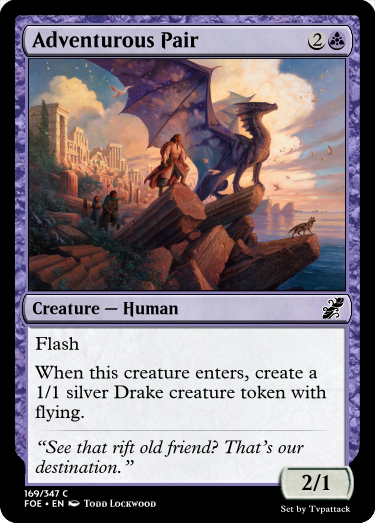 Adventurous Pair 2
Creature — Human
Flash
When this creature enters, create a
1/1 silver Drake creature token with
flying.
“See that rift old friend? That’s our
destination.”
2/1
169/347 C
FOE • EN Todd Lockwood
Set by Tvpattack